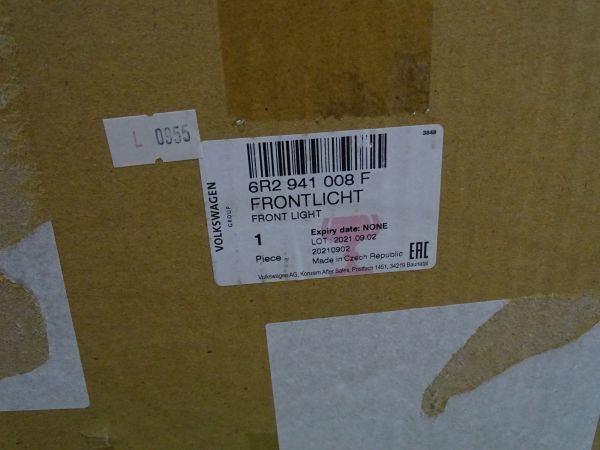 L 0955
3848
6R2 941 008 F
FRONTLICHT
FRONT LIGHT
VOLKSWAGEN
GROUP
1
Piece
Expiry date: NONE
LOT: 2021.09.02
20210902
Made in Czech Republic
EAC
Volkswagen AG, Konzern After Sales, Postfach 1451, 34219 Baunatal